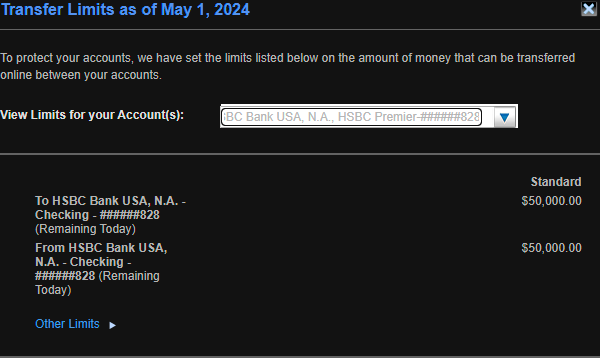 Transfer Limits as of May 1, 2024
To protect your accounts, we have set the limits listed below on the amount of money that can be transferred
online between your accounts.
View Limits for your Account(s):
BC Bank USA, N.A., HSBC Premier-######828
Standard
To HSBC Bank USA, N.A. - $50,000.00
Checking - ######828
(Remaining Today)
From HSBC Bank USA, $50,000.00
N.A. - Checking -
######828 (Remaining
Today)
Other Limits